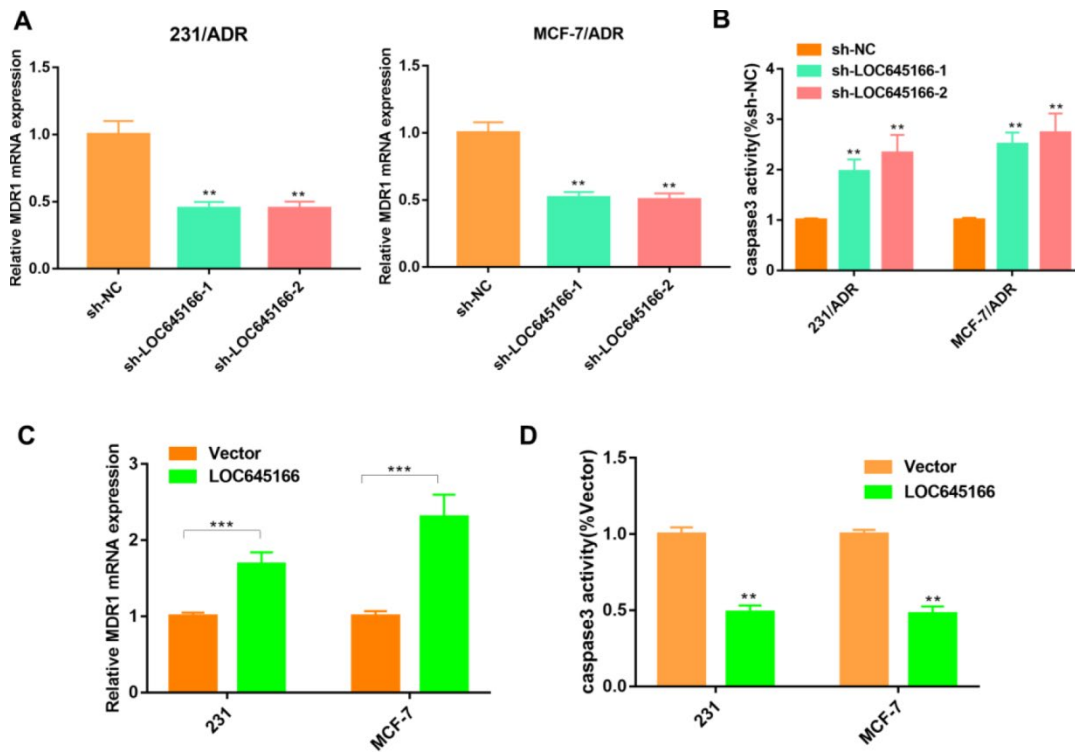 A
231/ADR
Relative MDR1 mRNA expression
1.5
1.0
0.5
0.0
**
**
sh-NC
sh-LOC645166-1
sh-LOC645166-2
MCF-7/ADR
Relative MDR1 mRNA expression
1.5
1.0
0.5
0.0
**
**
sh-NC
sh-LOC645166-1
sh-LOC645166-2
B
sh-NC
sh-LOC645166-1
sh-LOC645166-2
caspase3 activity(%sh-NC)
4
3
2
1
0
**
**
**
**
231/ADR
MCF-7/ADR
C
Vector
LOC645166
Relative MDR1 mRNA expression
3
2
1
0
***
***
231
MCF-7
D
Vector
LOC645166
caspase3 activity(%Vector)
1.5
1.0
0.5
0.0
**
**
231
MCF-7